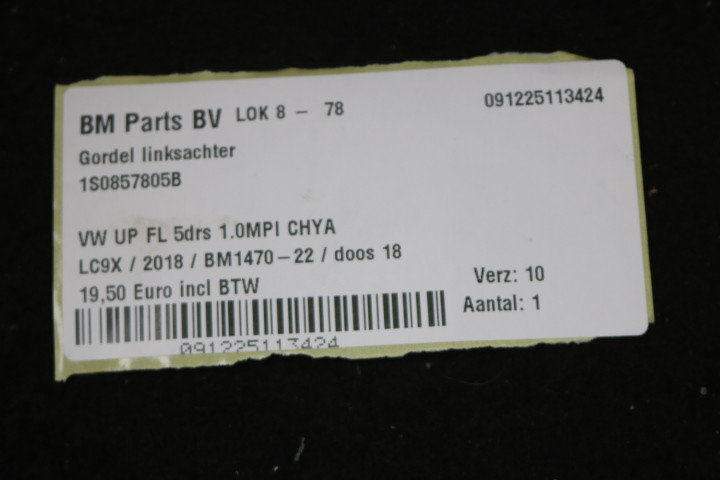 BM Parts BV LOK 8 - 78 091225113424
Gordel linksachter
1S0857805B
VW UP FL 5drs 1.0MPI CHYA
LC9X / 2018 / BM1470-22 / doos 18
19,50 Euro incl BTW
Verz: 10
Aantal: 1
091225113424